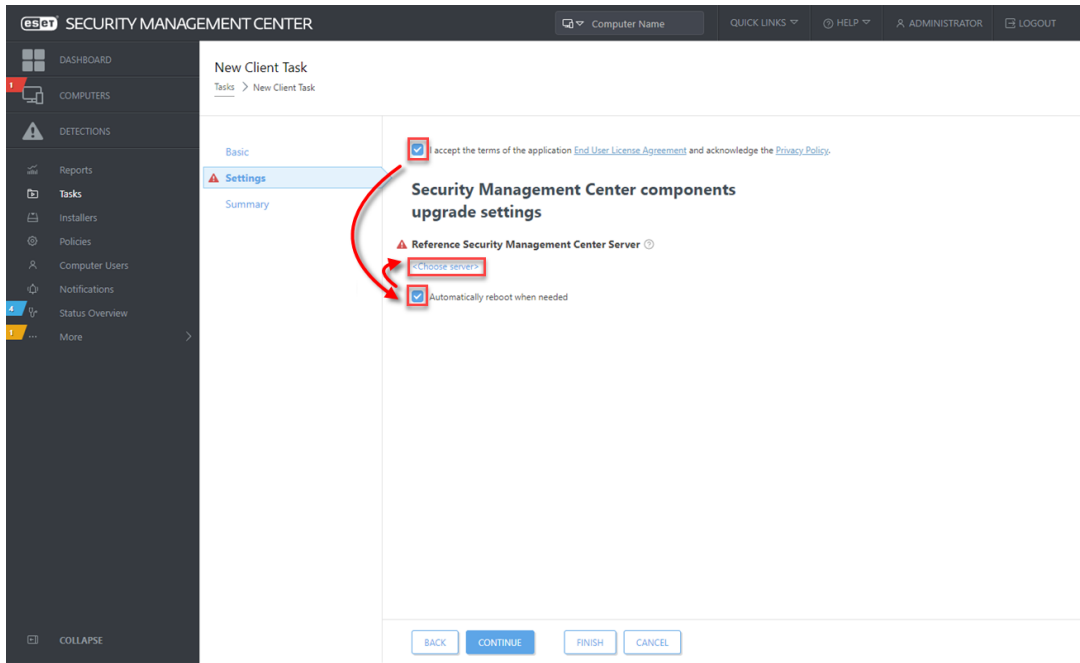 eset SECURITY MANAGEMENT CENTER
Computer Name
QUICK LINKS
HELP
ADMINISTRATOR
LOGOUT
DASHBOARD
1
COMPUTERS
DETECTIONS
Reports
Tasks
Installers
Policies
Computer Users
Notifications
4
Status Overview
1
More
COLLAPSE
New Client Task
Tasks > New Client Task
Basic
Settings
Summary
I accept the terms of the application End User License Agreement and acknowledge the Privacy Policy.
Security Management Center components
upgrade settings
Reference Security Management Center Server
<Choose server>
Automatically reboot when needed
BACK
CONTINUE
FINISH
CANCEL